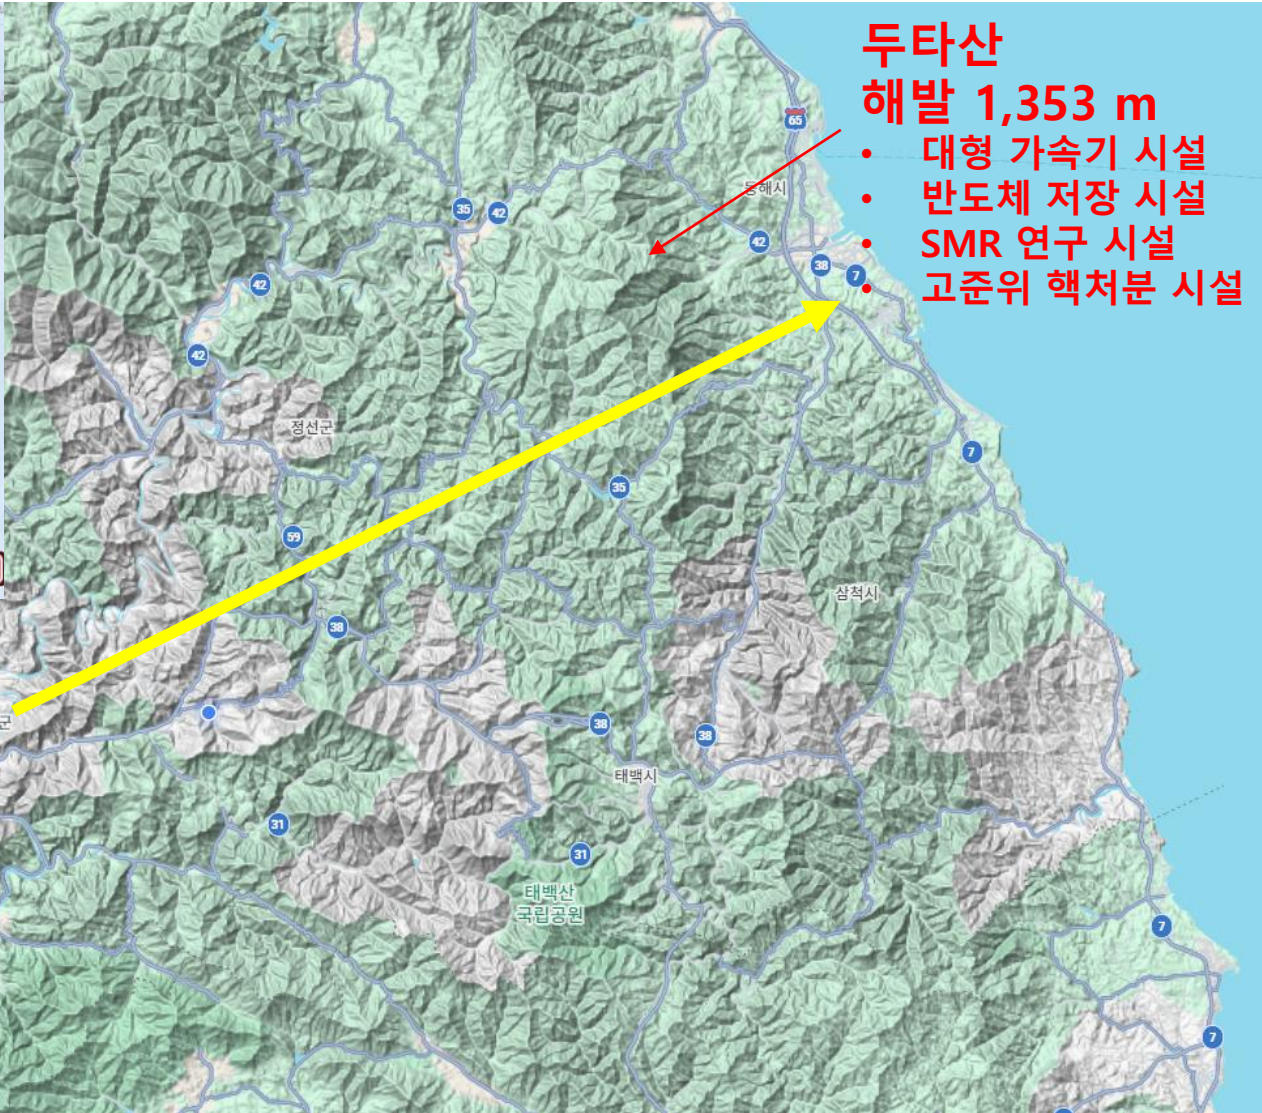 두타산
해발 1,353 m
• 대형 가속기 시설
• 반도체 저장 시설
• SMR 연구 시설
• 고준위 핵처분 시설
65
동해시
35
42
42
38
7
42
42
정선군
7
35
59
삼척시
38
군
38
38
태백시
31
31
태백산
국립공원
7
7